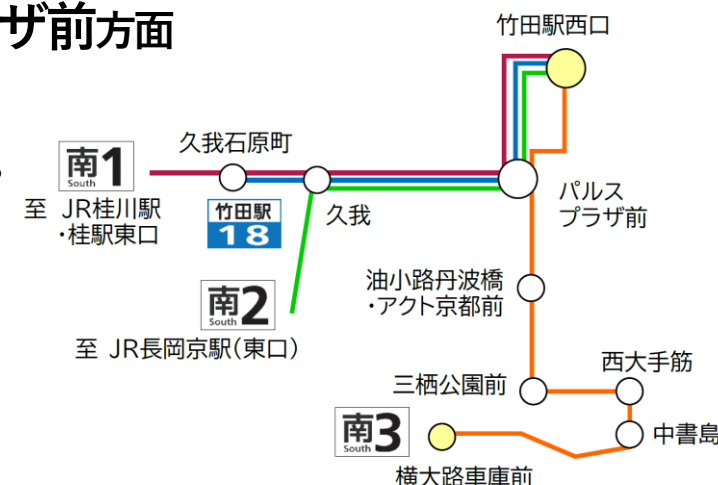 ザ前方面
竹田駅西口
久我石原町
南1
South
至 JR桂川駅
・桂駅東口
竹田駅
18
久我
パルス
プラザ前
油小路丹波橋
・アクト京都前
南2
South
至 JR長岡京駅(東口)
西大手筋
三栖公園前
南3
South
中書島
横大路車庫前